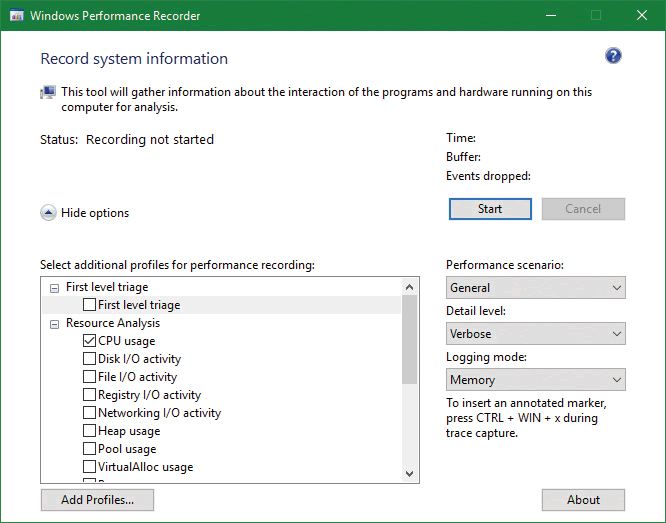 Windows Performance Recorder
Record system information
?
This tool will gather information about the interaction of the programs and hardware running on this
computer for analysis.
Status: Recording not started
Time:
Buffer:
Events dropped:
Hide options
Start
Cancel
Select additional profiles for performance recording:
First level triage
First level triage
Resource Analysis
CPU usage
Disk I/O activity
File I/O activity
Registry I/O activity
Networking I/O activity
Heap usage
Pool usage
VirtualAlloc usage
Performance scenario:
General
Detail level:
Verbose
Logging mode:
Memory
To insert an annotated marker,
press CTRL + WIN + x during
trace capture.
Add Profiles...
About